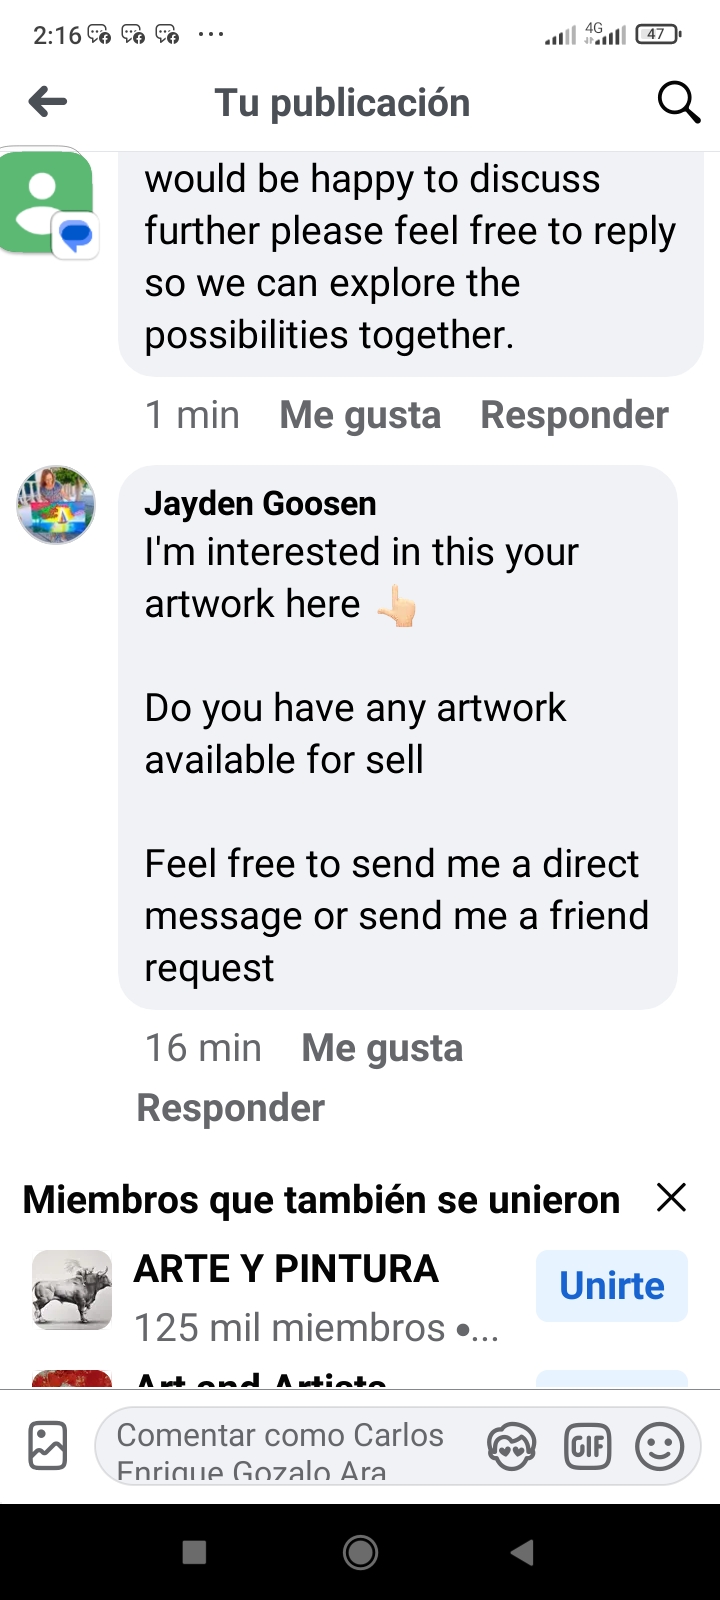 2:16
4G
47
Tu publicación
would be happy to discuss
further please feel free to reply
so we can explore the
possibilities together.
1 min Me gusta Responder
Jayden Goosen
I'm interested in this your
artwork here 👆🏻
Do you have any artwork
available for sell
Feel free to send me a direct
message or send me a friend
request
16 min Me gusta
Responder
Miembros que también se unieron
ARTE Y PINTURA
Unirte
125 mil miembros •...
Art and Artists
Comentar como Carlos
Enrique Gozalo Ara
GIF